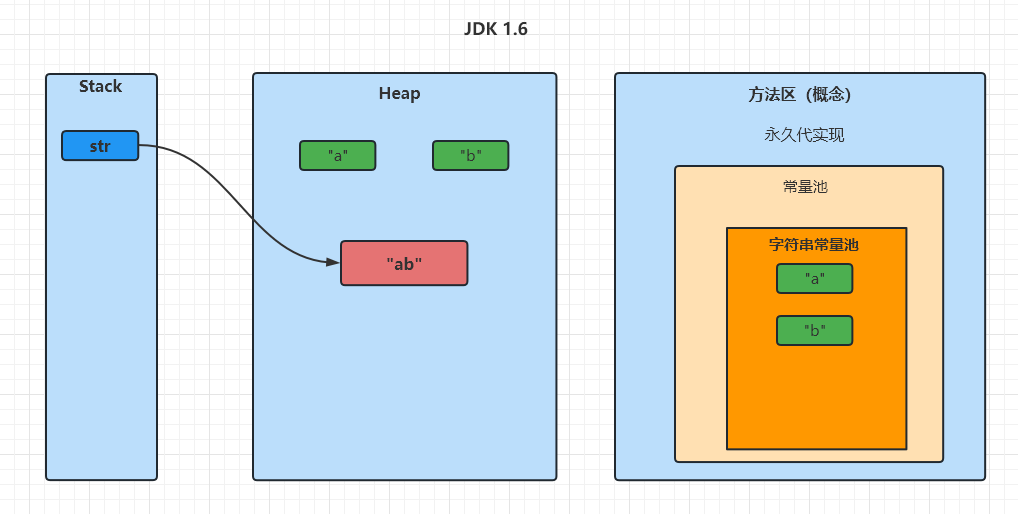 JDK 1.6
Stack
str
Heap
"a"
"b"
"ab"
方法区（概念）
永久代实现
常量池
字符串常量池
"a"
"b"